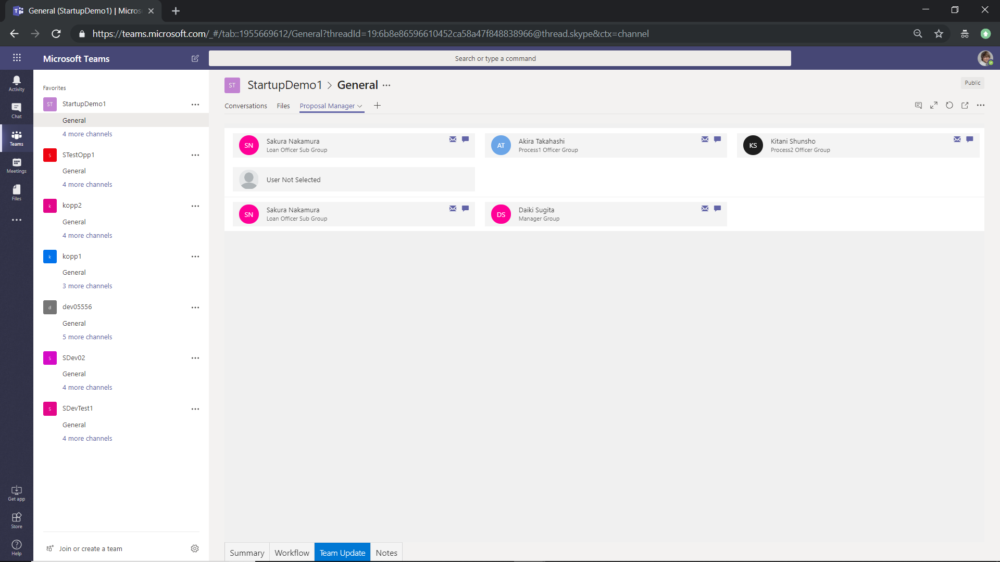 General (StartupDemo1) | Micros
https://teams.microsoft.com/_#/tab::1955669612/General?threadId=19:6b8e86596610452ca58a47f848838966@thread.skype&ctx=channel
Microsoft Teams
Search or type a command
Activity
Chat
Teams
Meetings
Files
Get app
Store
Help
Favorites
ST StartupDemo1
General
4 more channels
s STestOpp1
General
4 more channels
k kopp2
General
4 more channels
k kopp1
General
3 more channels
d dev05556
General
5 more channels
s SDev02
General
4 more channels
s SDevTest1
General
4 more channels
Join or create a team
ST StartupDemo1 > General
Public
Conversations Files Proposal Manager
SN Sakura Nakamura
Loan Officer Sub Group
AT Akira Takahashi
Process1 Officer Group
KS Kitani Shunsho
Process2 Officer Group
User Not Selected
SN Sakura Nakamura
Loan Officer Sub Group
DS Daiki Sugita
Manager Group
Summary Workflow Team Update Notes